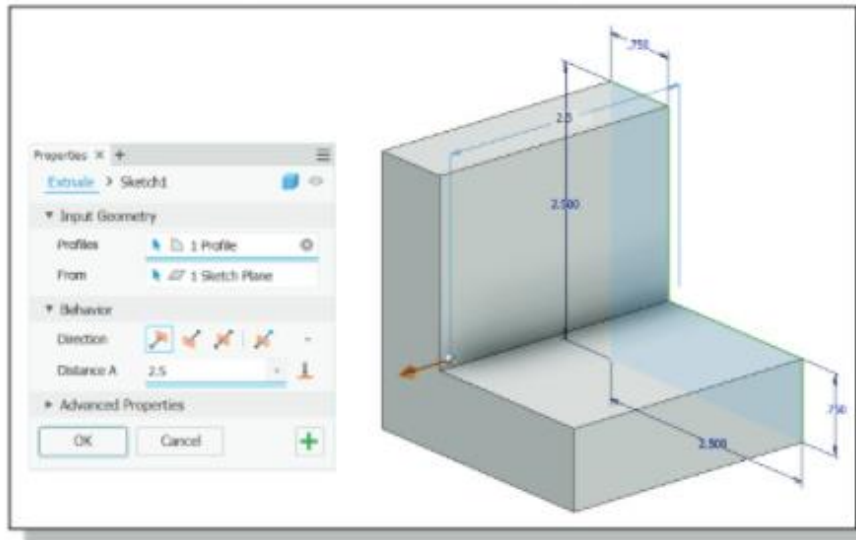 Properties × +
Extrude > Sketch1
▼ Input Geometry
Profiles 1 Profile
From 1 Sketch Plane
▼ Behavior
Direction
Distance A 2.5
▶ Advanced Properties
OK Cancel +
.750
2.5
2.500
.750
2.500